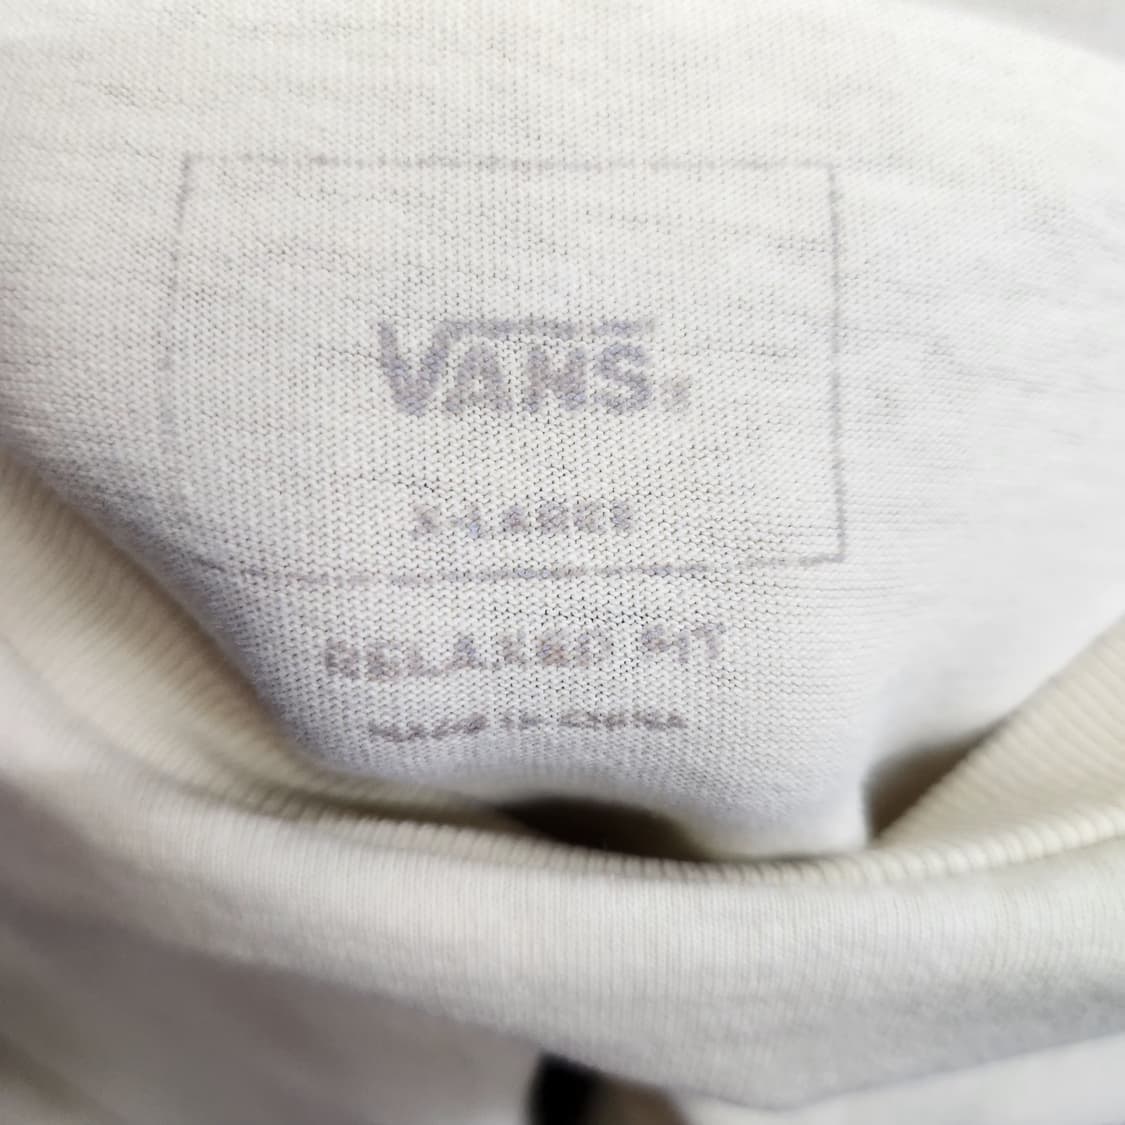 VANS
X-LARGE
RELAXED FIT
MADE IN CHINA